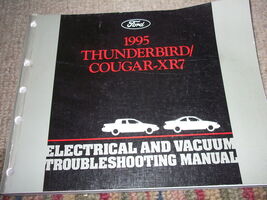 Ford
1995
THUNDERBIRD/
COUGAR-XR7
ELECTRICAL AND VACUUM
TROUBLESHOOTING MANUAL